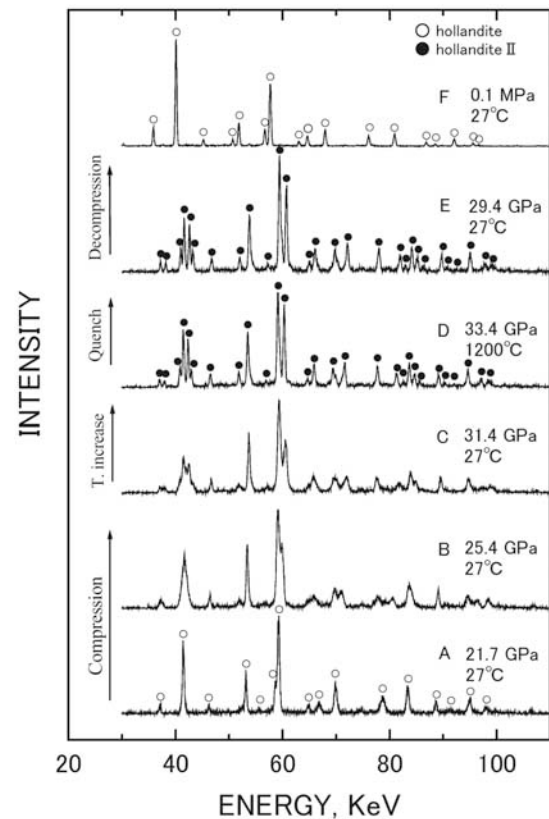 ○ hollandite
● hollandite Ⅱ
F 0.1 MPa
27℃
E 29.4 GPa
27℃
D 33.4 GPa
1200℃
C 31.4 GPa
27℃
B 25.4 GPa
27℃
A 21.7 GPa
27℃
Decompression
Quench
T. increase
Compression
INTENSITY
20 40 60 80 100
ENERGY, KeV